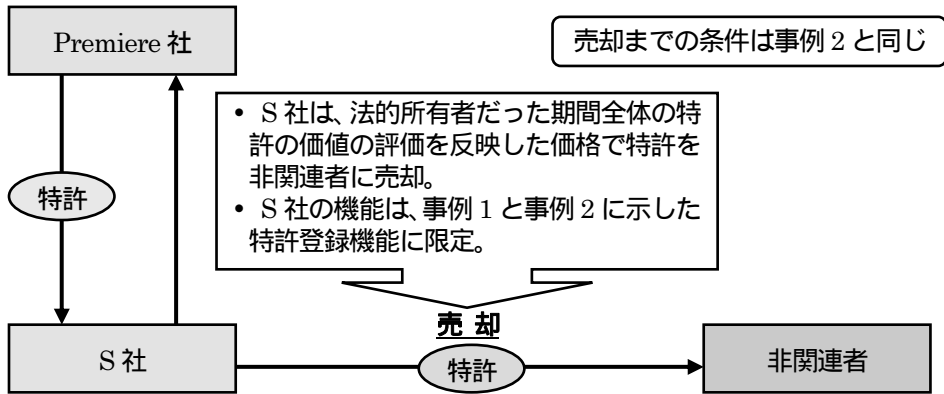 Premiere 社
売却までの条件は事例 2 と同じ
• S 社は、法的所有者だった期間全体の特
許の価値の評価を反映した価格で特許を
非関連者に売却。
• S 社の機能は、事例 1 と事例 2 に示した
特許登録機能に限定。
特許
売 却
S 社
特許
非関連者